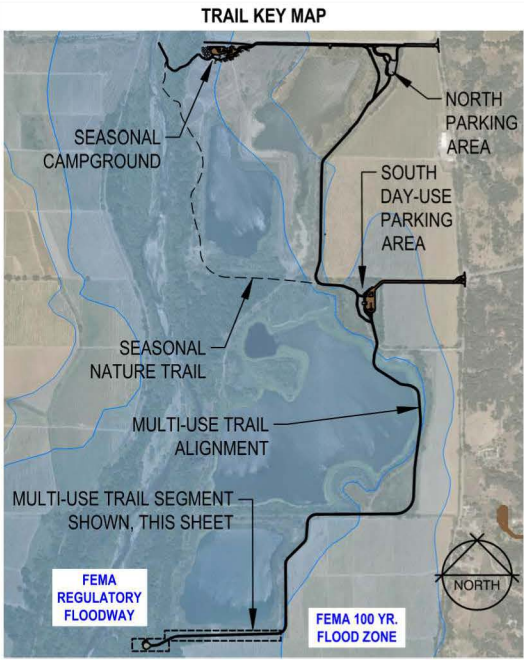 TRAIL KEY MAP
NORTH
PARKING
AREA
SEASONAL
CAMPGROUND
SOUTH
DAY-USE
PARKING
AREA
SEASONAL
NATURE TRAIL
MULTI-USE TRAIL
ALIGNMENT
MULTI-USE TRAIL SEGMENT
SHOWN, THIS SHEET
FEMA
REGULATORY
FLOODWAY
FEMA 100 YR.
FLOOD ZONE
NORTH